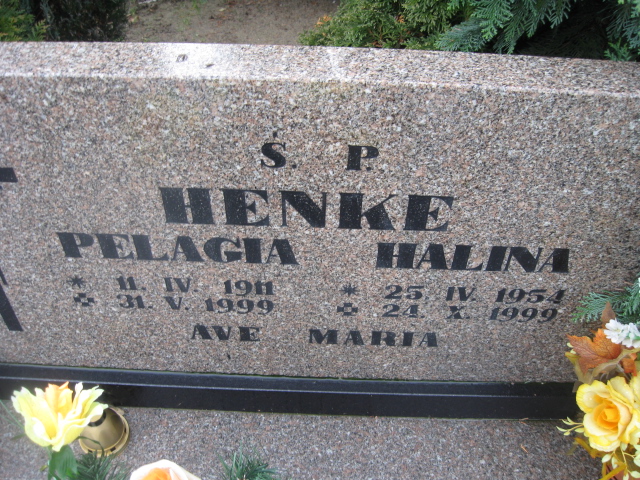 Ś. P.
HENKE
PELAGIA HALINA
* 11. IV. 1911 * 25. IV. 1954
✠ 31. V. 1999 ✠ 24. X. 1999
AVE MARIA